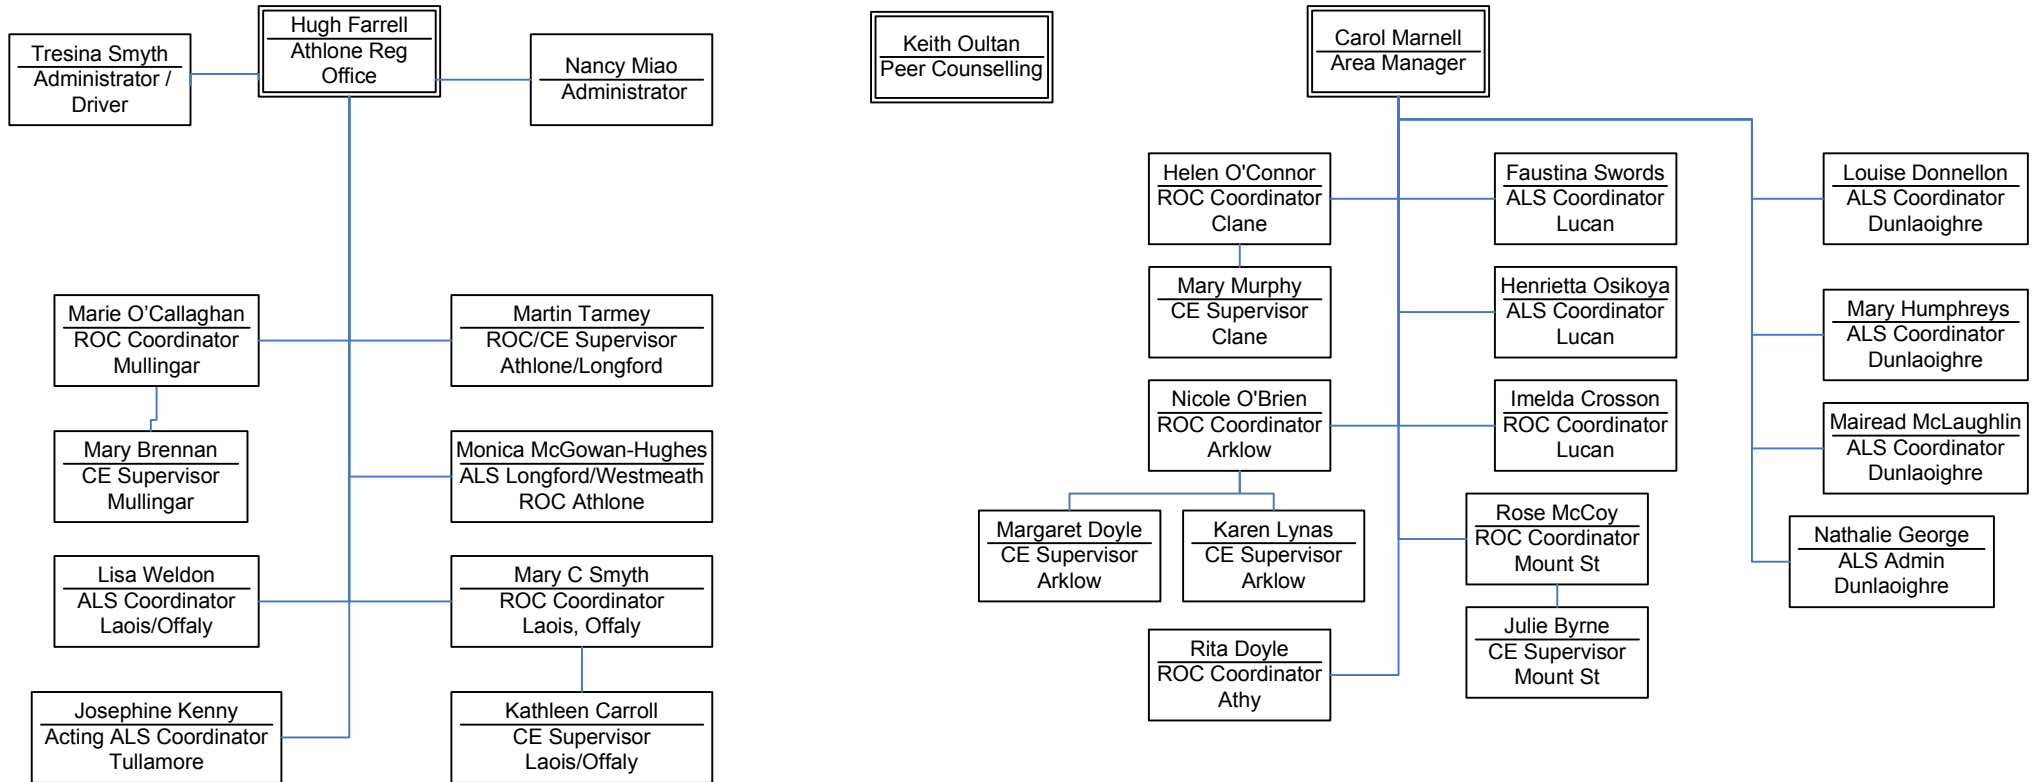 Tresina Smyth
Administrator /
Driver
Hugh Farrell
Athlone Reg
Office
Nancy Miao
Administrator
Marie O’Callaghan
ROC Coordinator
Mullingar
Martin Tarmey
ROC/CE Supervisor
Athlone/Longford
Mary Brennan
CE Supervisor
Mullingar
Monica McGowan-Hughes
ALS Longford/Westmeath
ROC Athlone
Lisa Weldon
ALS Coordinator
Laois/Offaly
Mary C Smyth
ROC Coordinator
Laois, Offaly
Josephine Kenny
Acting ALS Coordinator
Tullamore
Kathleen Carroll
CE Supervisor
Laois/Offaly
Keith Oultan
Peer Counselling
Carol Marnell
Area Manager
Helen O'Connor
ROC Coordinator
Clane
Faustina Swords
ALS Coordinator
Lucan
Louise Donnellon
ALS Coordinator
Dunlaoighre
Mary Murphy
CE Supervisor
Clane
Henrietta Osikoya
ALS Coordinator
Lucan
Mary Humphreys
ALS Coordinator
Dunlaoighre
Nicole O'Brien
ROC Coordinator
Arklow
Imelda Crosson
ROC Coordinator
Lucan
Mairead McLaughlin
ALS Coordinator
Dunlaoighre
Margaret Doyle
CE Supervisor
Arklow
Karen Lynas
CE Supervisor
Arklow
Rose McCoy
ROC Coordinator
Mount St
Nathalie George
ALS Admin
Dunlaoighre
Rita Doyle
ROC Coordinator
Athy
Julie Byrne
CE Supervisor
Mount St